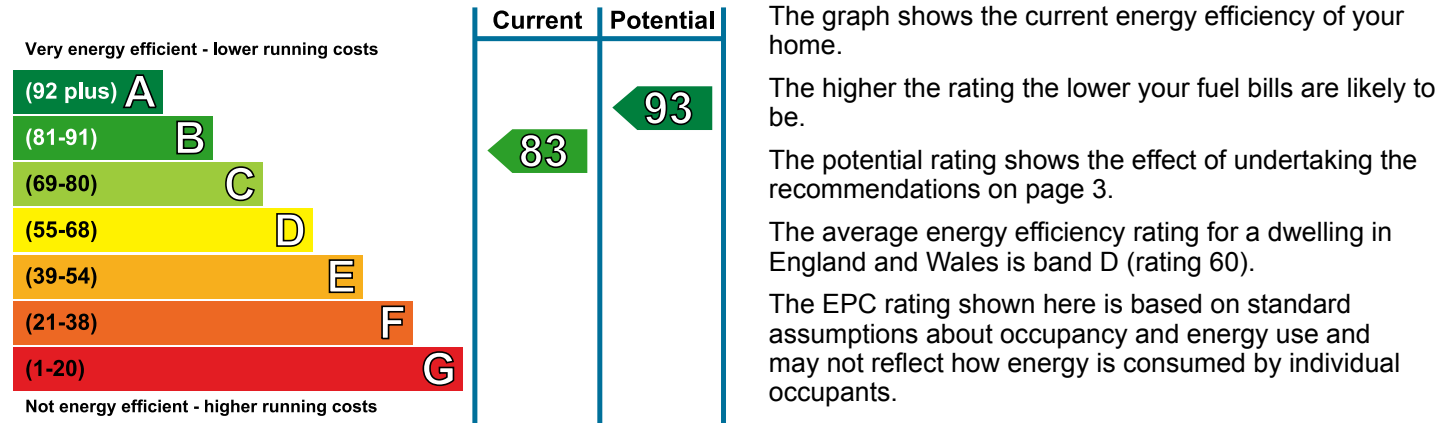 Current Potential
Very energy efficient - lower running costs
(92 plus) A
(81-91) B
(69-80) C
(55-68) D
(39-54) E
(21-38) F
(1-20) G
Not energy efficient - higher running costs
83
93
The graph shows the current energy efficiency of your
home.
The higher the rating the lower your fuel bills are likely to
be.
The potential rating shows the effect of undertaking the
recommendations on page 3.
The average energy efficiency rating for a dwelling in
England and Wales is band D (rating 60).
The EPC rating shown here is based on standard
assumptions about occupancy and energy use and
may not reflect how energy is consumed by individual
occupants.